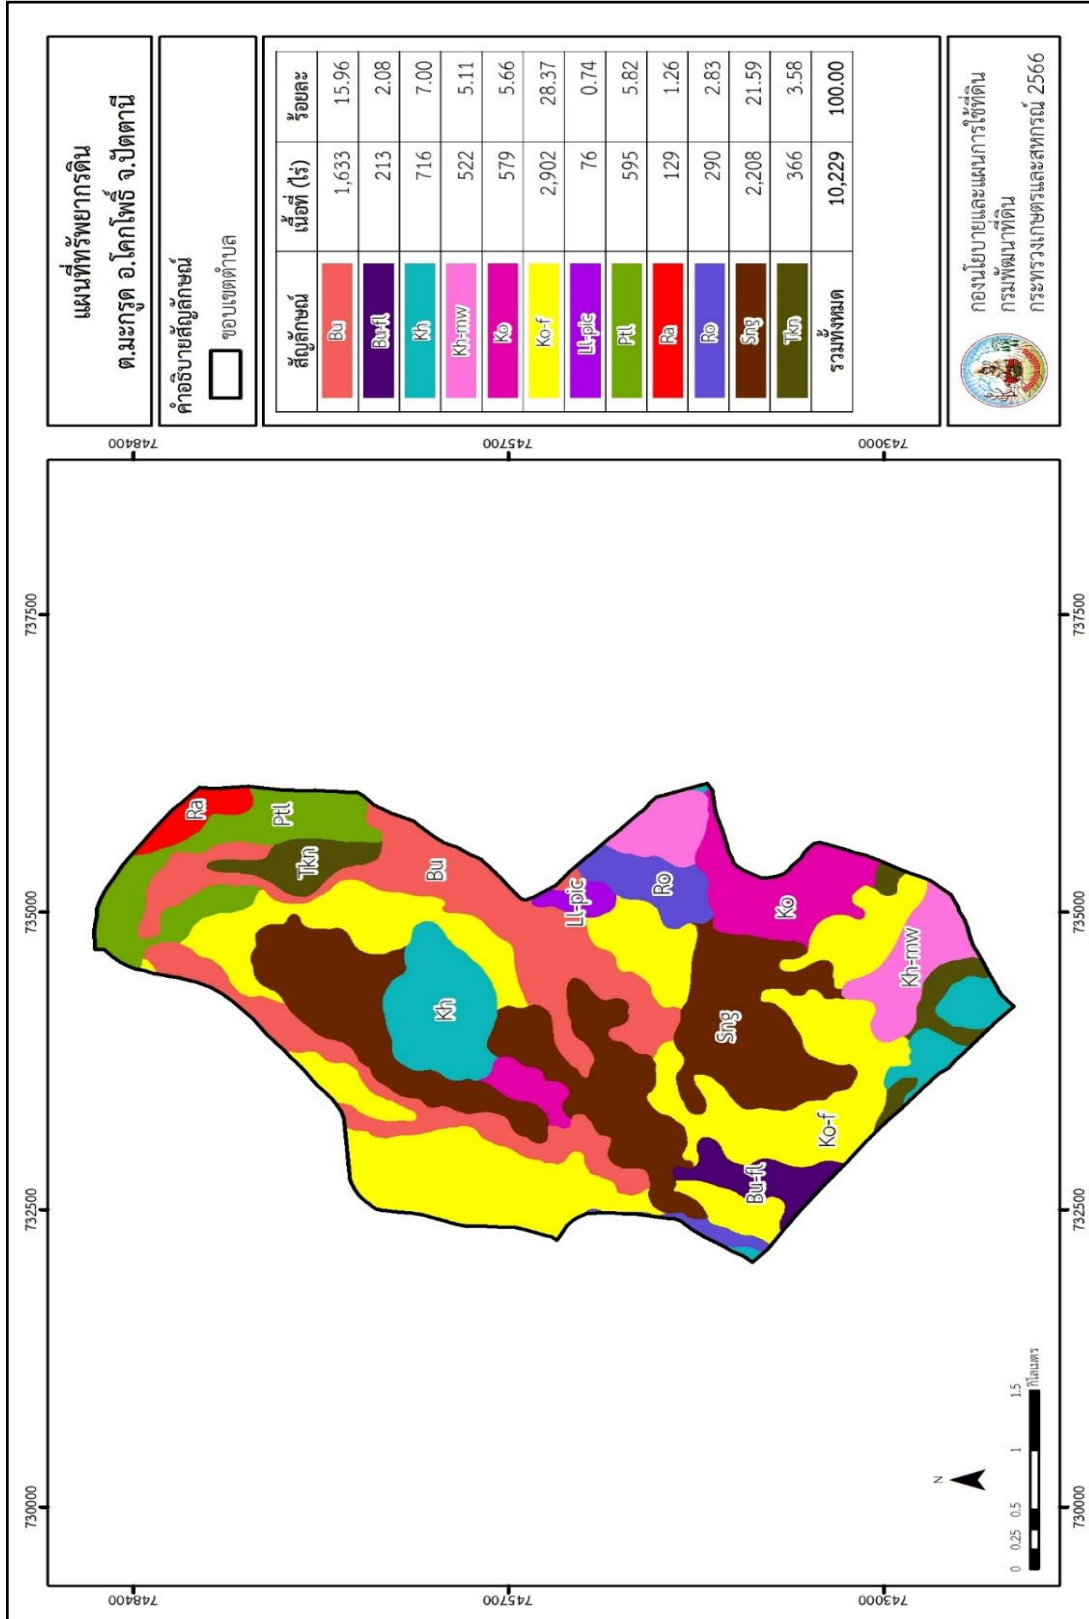 แผนที่ทรัพยากรดิน
ต.มะกรูด อ.โคกโพธิ์ จ.ปัตตานี
คำอธิบายสัญลักษณ์
ขอบเขตตำบล
สัญลักษณ์ เนื้อที่ (ไร่) ร้อยละ
Bu 1,633 15.96
Bu-fl 213 2.08
Kh 716 7.00
Kh-mw 522 5.11
Ko 579 5.66
Ko-f 2,902 28.37
Ll-pic 76 0.74
Ptl 595 5.82
Ra 129 1.26
Ro 290 2.83
Sng 2,208 21.59
Tkn 366 3.58
รวมทั้งหมด 10,229 100.00
กองนโยบายและแผนการใช้ที่ดิน
กรมพัฒนาที่ดิน
กระทรวงเกษตรและสหกรณ์ 2566
730000 732500 735000 737500
748400 748400
745700 745700
743000 743000
Ra
Ptl
Tkn
Bu
Kh
Ll-pic
Ro
Ko
Sng
Kh-mw
Ko-f
Bu-fl
N
0 0.25 0.5 1 1.5
กิโลเมตร
730000 732500 735000 737500